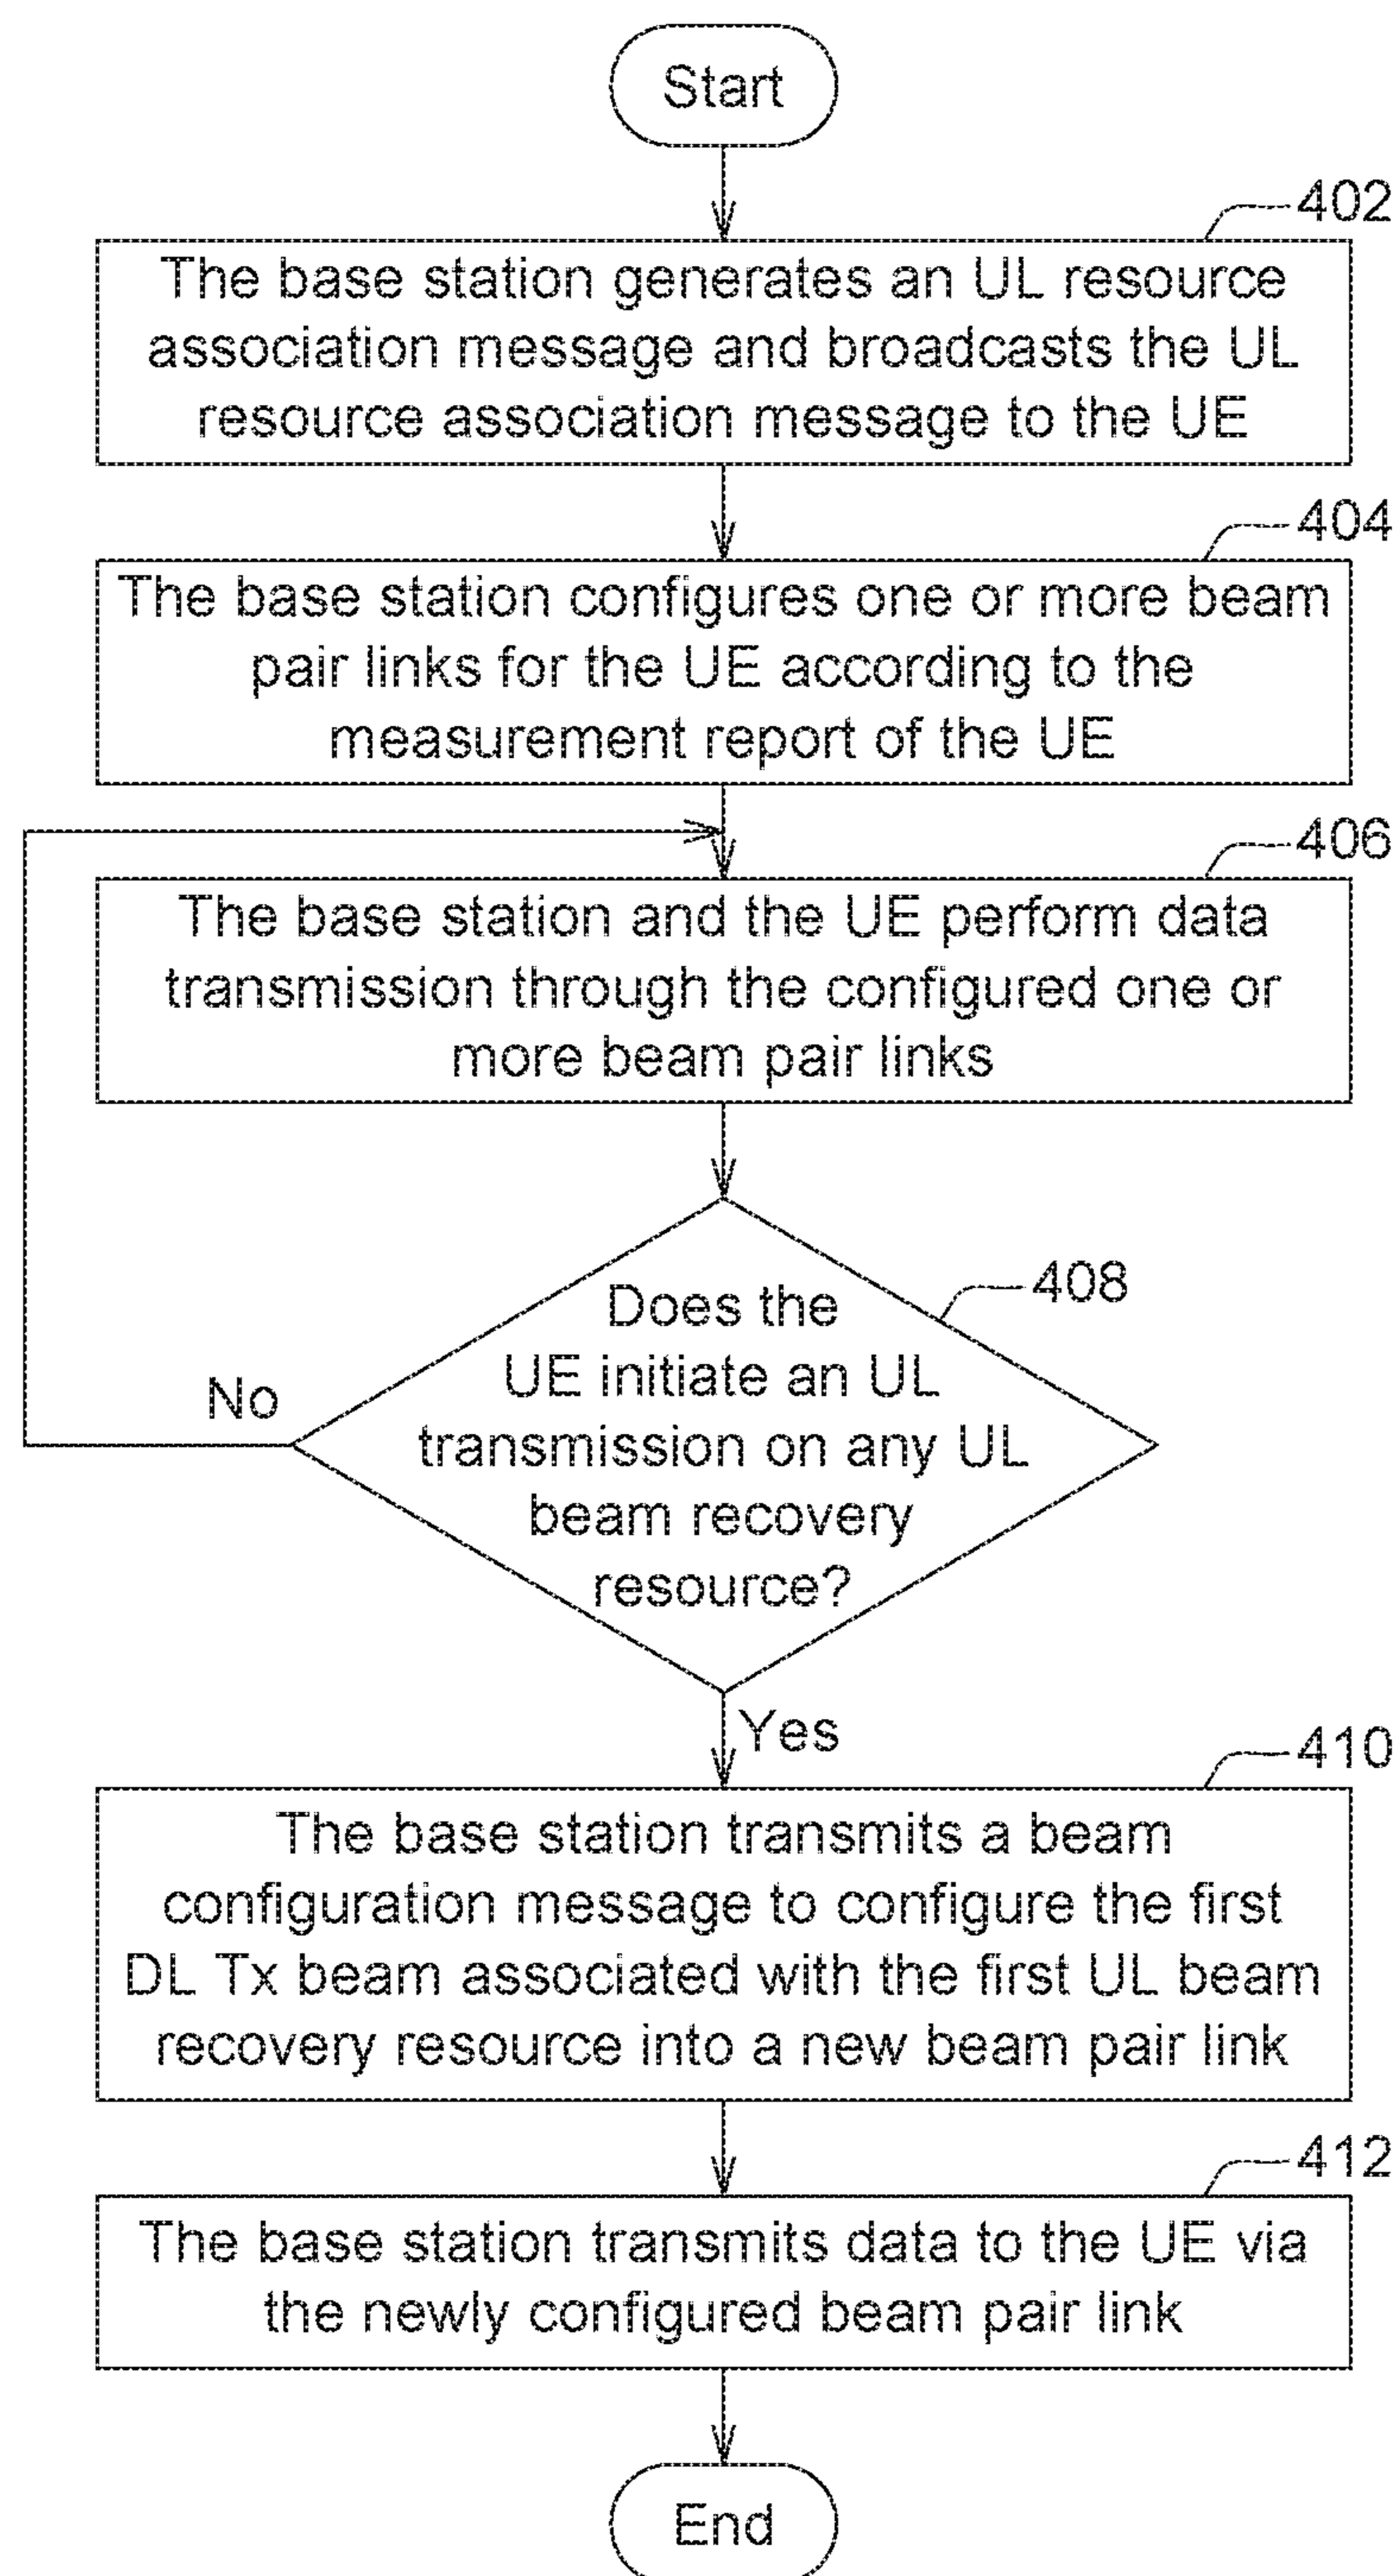 Start
402
The base station generates an UL resource
association message and broadcasts the UL
resource association message to the UE
404
The base station configures one or more beam
pair links for the UE according to the
measurement report of the UE
406
The base station and the UE perform data
transmission through the configured one or
more beam pair links
408
Does the
UE initiate an UL
transmission on any UL
beam recovery
resource?
No
Yes
410
The base station transmits a beam
configuration message to configure the first
DL Tx beam associated with the first UL beam
recovery resource into a new beam pair link
412
The base station transmits data to the UE via
the newly configured beam pair link
End